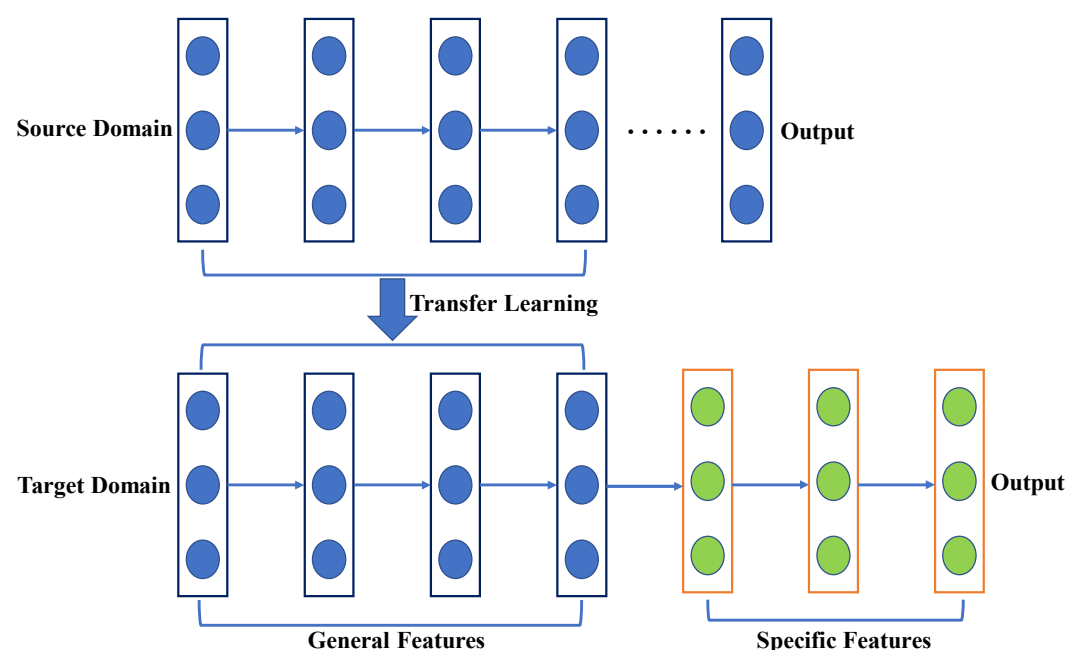 Source Domain
......
Output
Transfer Learning
Target Domain
Output
General Features
Specific Features